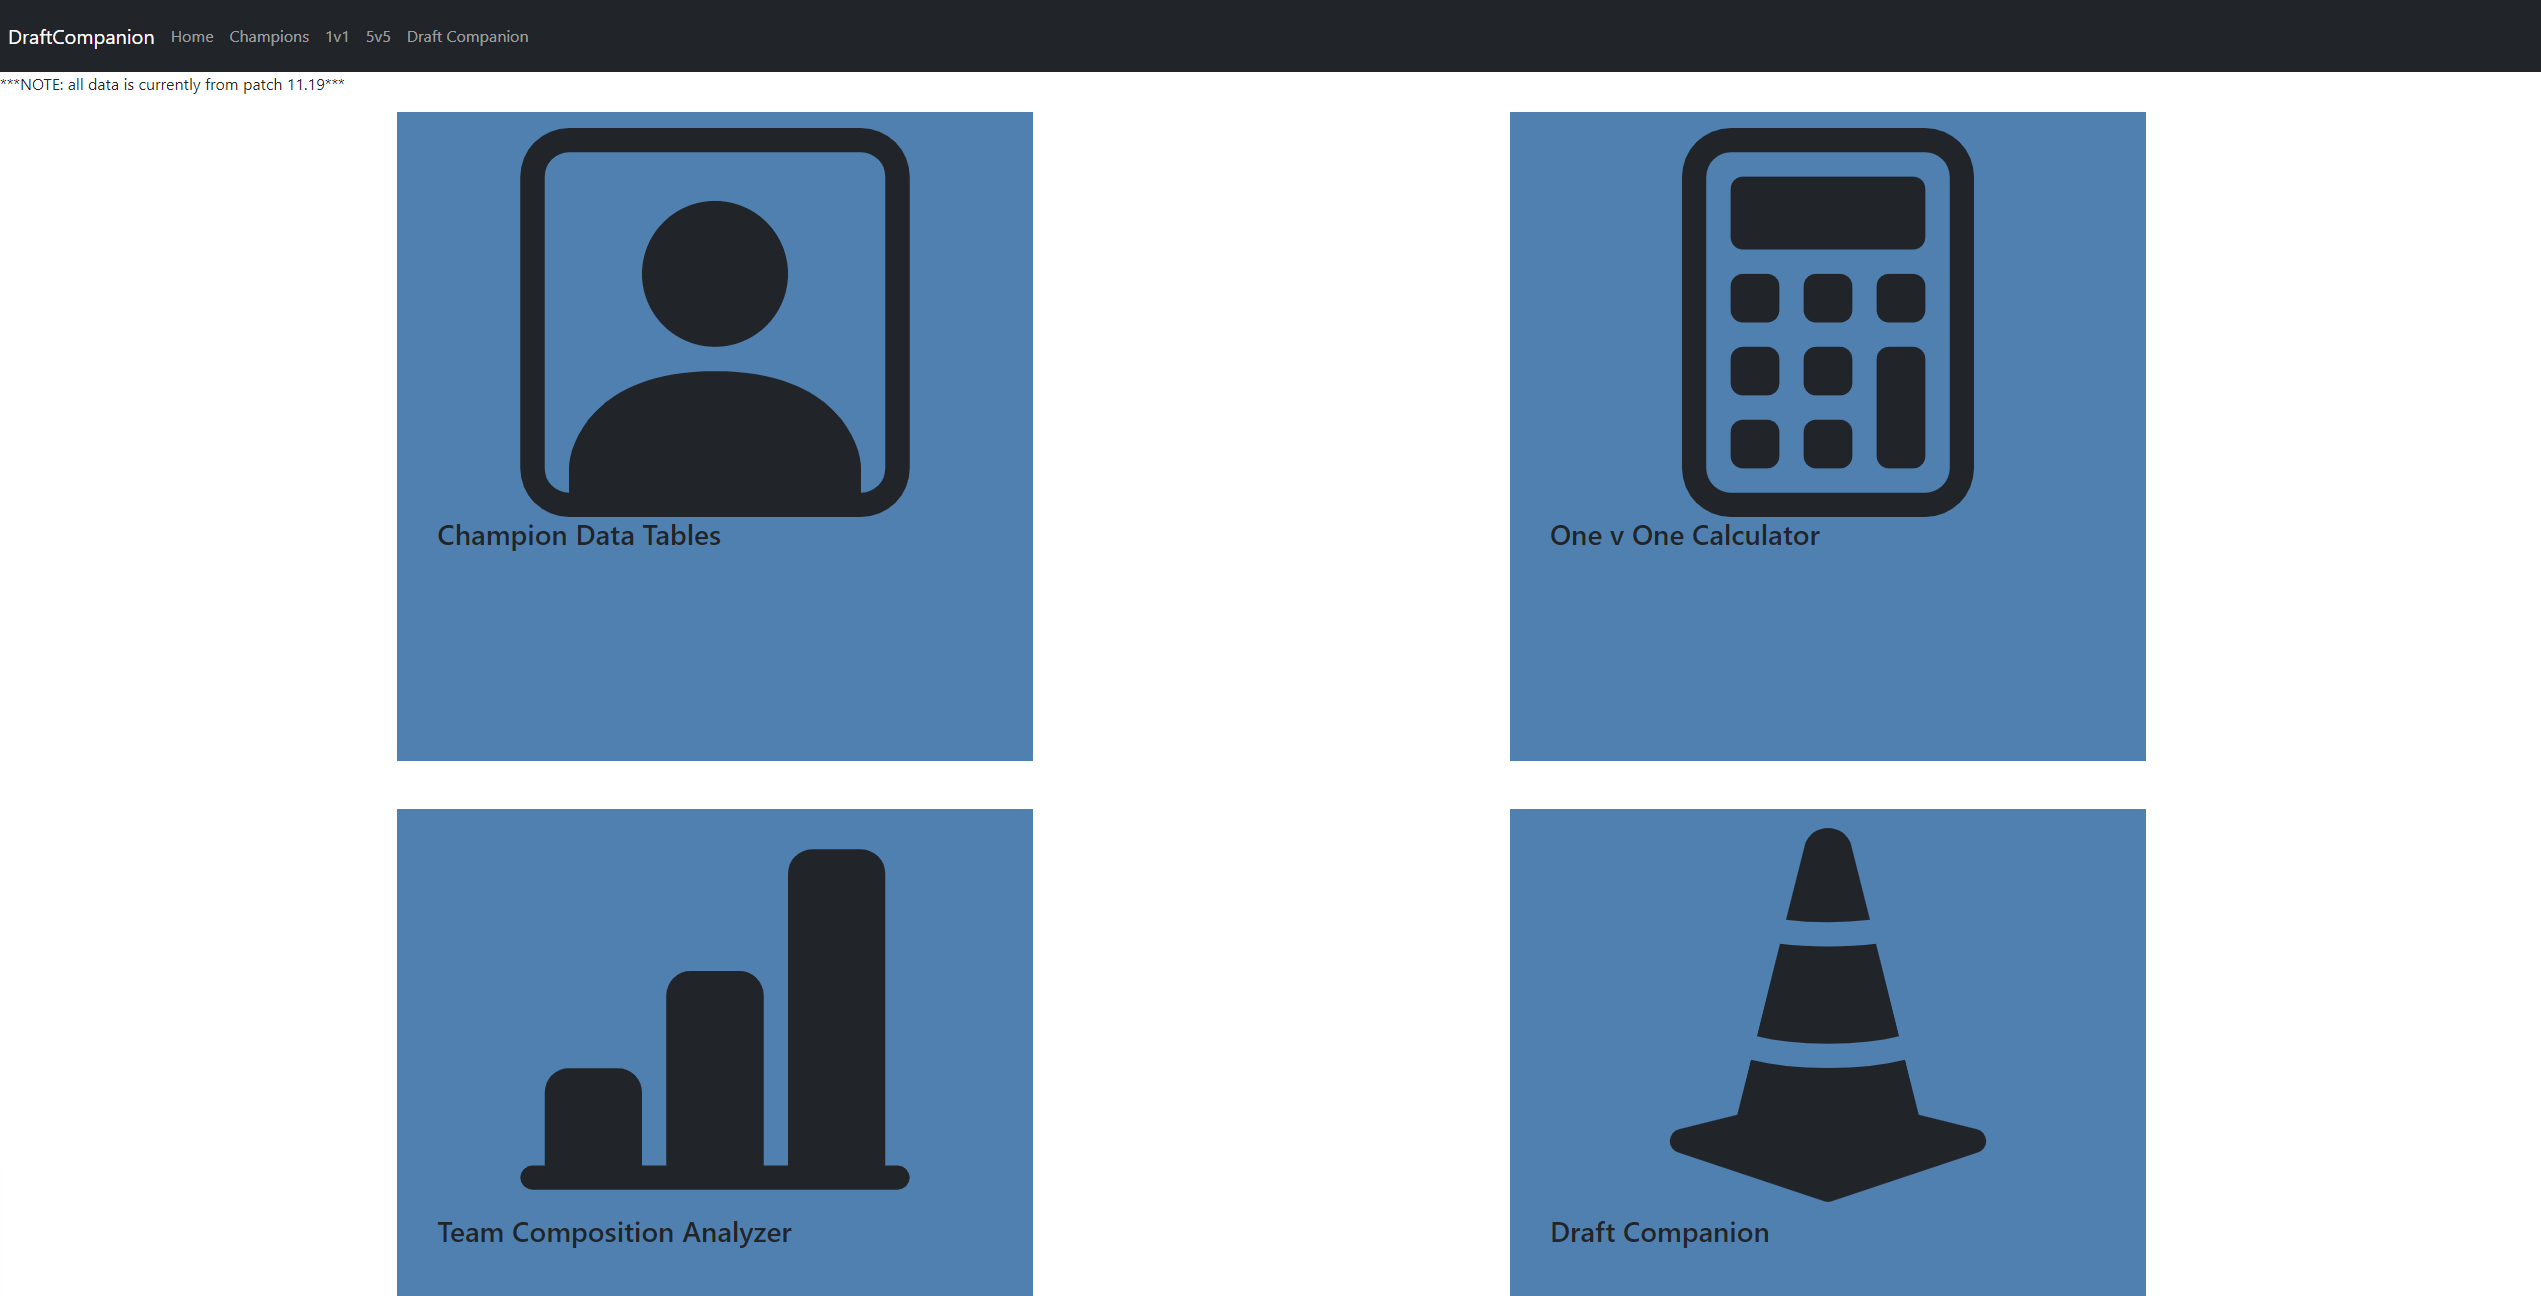 DraftCompanion Home Champions 1v1 5v5 Draft Companion
***NOTE: all data is currently from patch 11.19***
Champion Data Tables
One v One Calculator
Team Composition Analyzer
Draft Companion